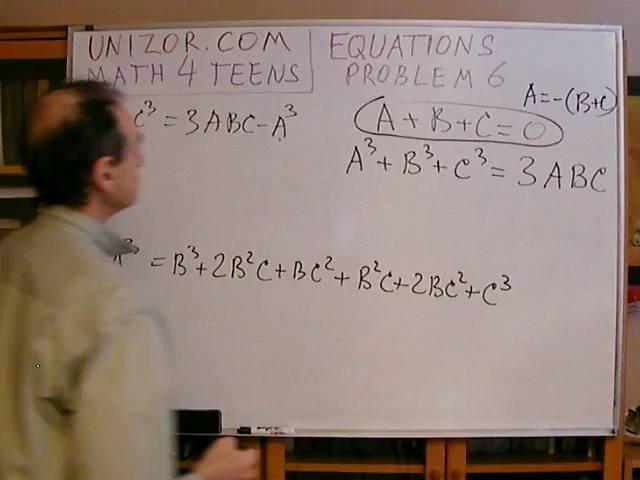 UNIZOR.COM
MATH 4 TEENS
EQUATIONS
PROBLEM 6
A=-(B+C)
C³ = 3ABC-A³
A+B+C=0
A³+B³+C³=3ABC
A³ = B³+2B²C+BC²+B²C+2BC²+C³